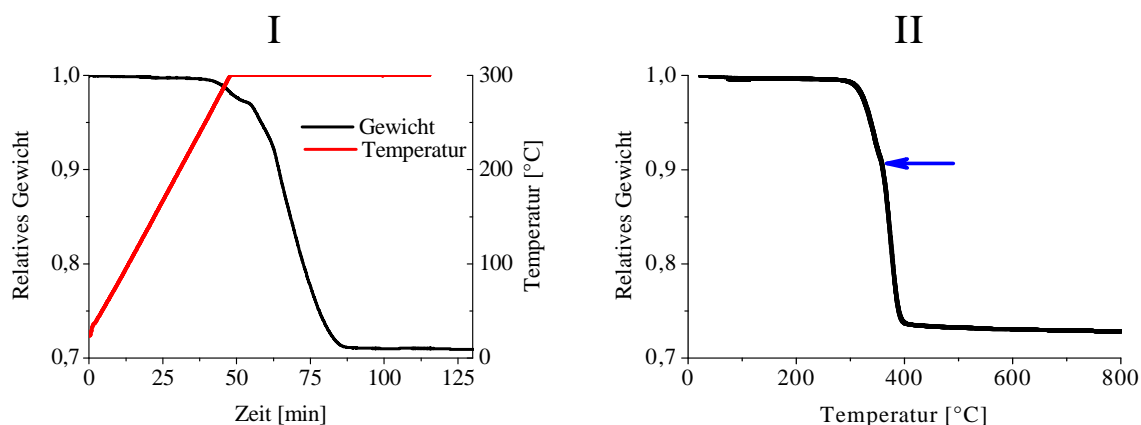 I
1,0
0,9
0,8
0,7
Relatives Gewicht
0
25
50
75
100
125
Zeit [min]
300
200
100
0
Temperatur [°C]
Gewicht
Temperatur
II
1,0
0,9
0,8
0,7
Relatives Gewicht
0
200
400
600
800
Temperatur [°C]